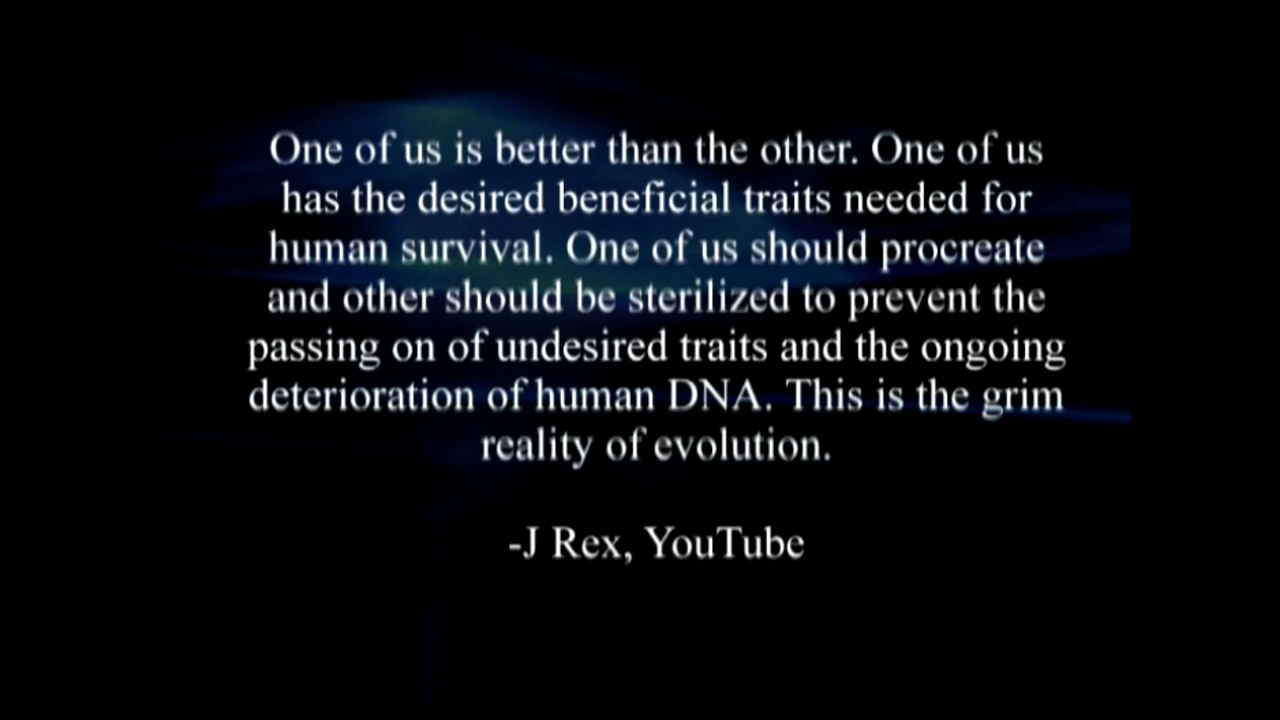 One of us is better than the other. One of us
has the desired beneficial traits needed for
human survival. One of us should procreate
and other should be sterilized to prevent the
passing on of undesired traits and the ongoing
deterioration of human DNA. This is the grim
reality of evolution.
-J Rex, YouTube